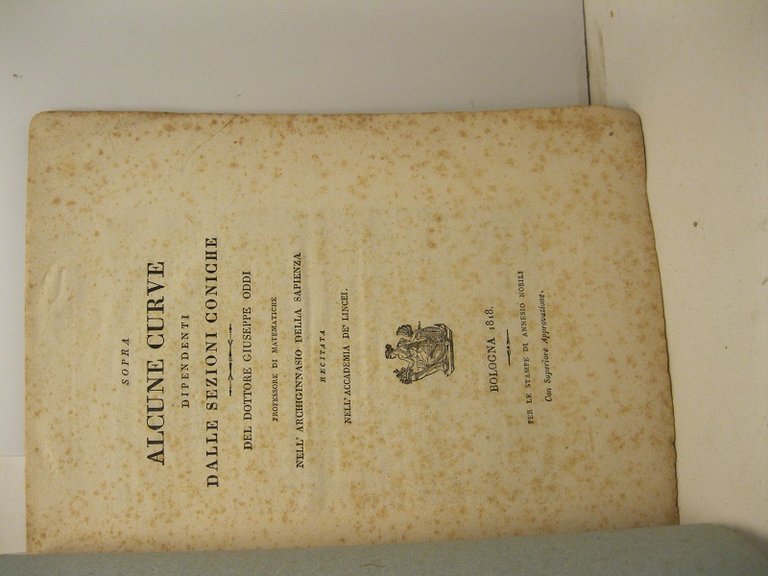 SOPRA
ALCUNE CURVE
DIPENDENTI
DALLE SEZIONI CONICHE
DEL DOTTORE GIUSEPPE ODDI
PROFESSORE DI MATEMATICHE
NELL' ARCHIGINNASIO DELLA SAPIENZA
RECITATA
NELL'ACCADEMIA DE' LINCEI.
BOLOGNA 1818.
PER LE STAMPE DI ANNESIO NOBILI
Con Superiore Approvazione.